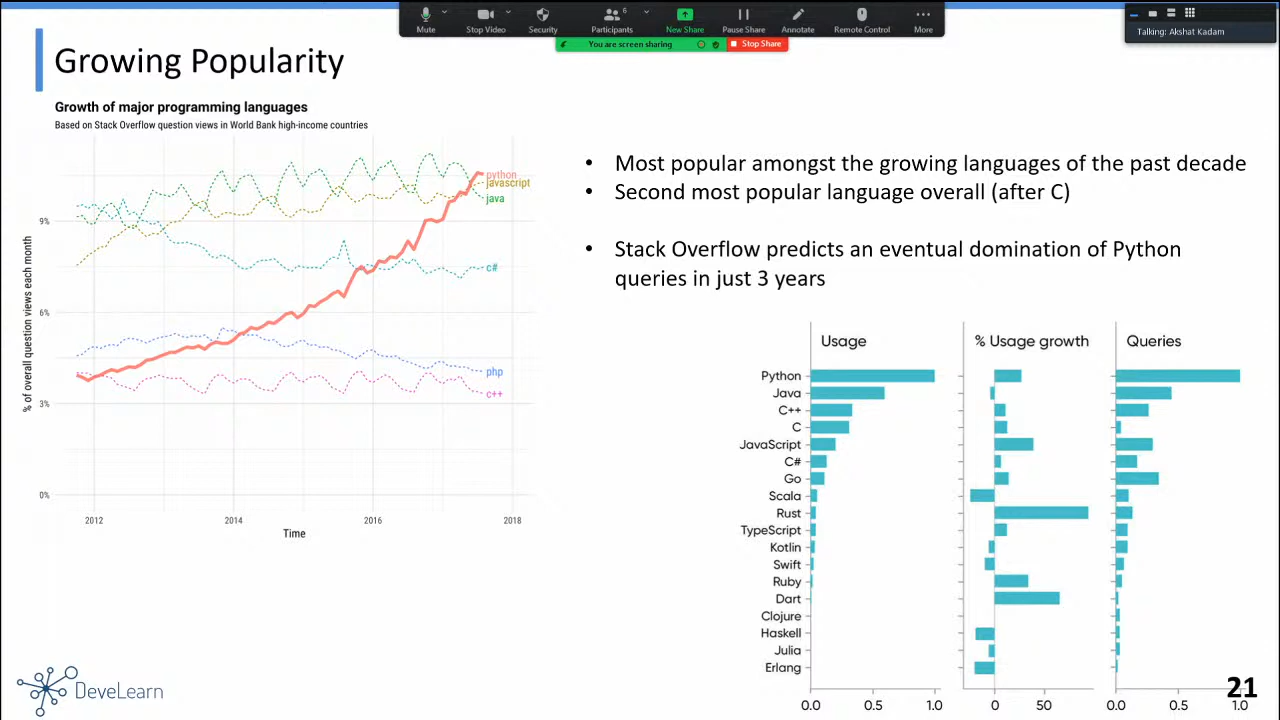 Mute
Stop Video
Security
Participants
6
New Share
Pause Share
Annotate
Remote Control
More
You are screen sharing
Stop Share
Talking: Akshat Kadam
Growing Popularity
Growth of major programming languages
Based on Stack Overflow question views in World Bank high-income countries
% of overall question views each month
9%
6%
3%
0%
python
javascript
java
c#
php
c++
2012
2014
2016
2018
Time
• Most popular amongst the growing languages of the past decade
• Second most popular language overall (after C)
• Stack Overflow predicts an eventual domination of Python
queries in just 3 years
Usage
% Usage growth
Queries
Python
Java
C++
C
JavaScript
C#
Go
Scala
Rust
TypeScript
Kotlin
Swift
Ruby
Dart
Clojure
Haskell
Julia
Erlang
0.0 0.5 1.0
0 50
0.0 0.5 1.0
DeveLearn
21